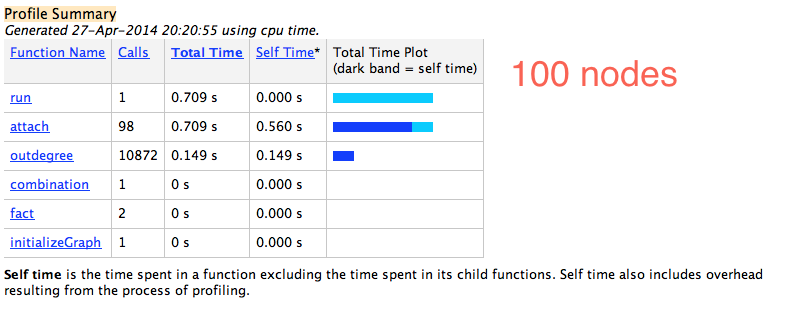 Profile Summary
Generated 27-Apr-2014 20:20:55 using cpu time.
Function Name Calls Total Time Self Time* Total Time Plot
(dark band = self time)
100 nodes
run 1 0.709 s 0.000 s
attach 98 0.709 s 0.560 s
outdegree 10872 0.149 s 0.149 s
combination 1 0 s 0.000 s
fact 2 0 s 0.000 s
initializeGraph 1 0 s 0.000 s
Self time is the time spent in a function excluding the time spent in its child functions. Self time also includes overhead
resulting from the process of profiling.